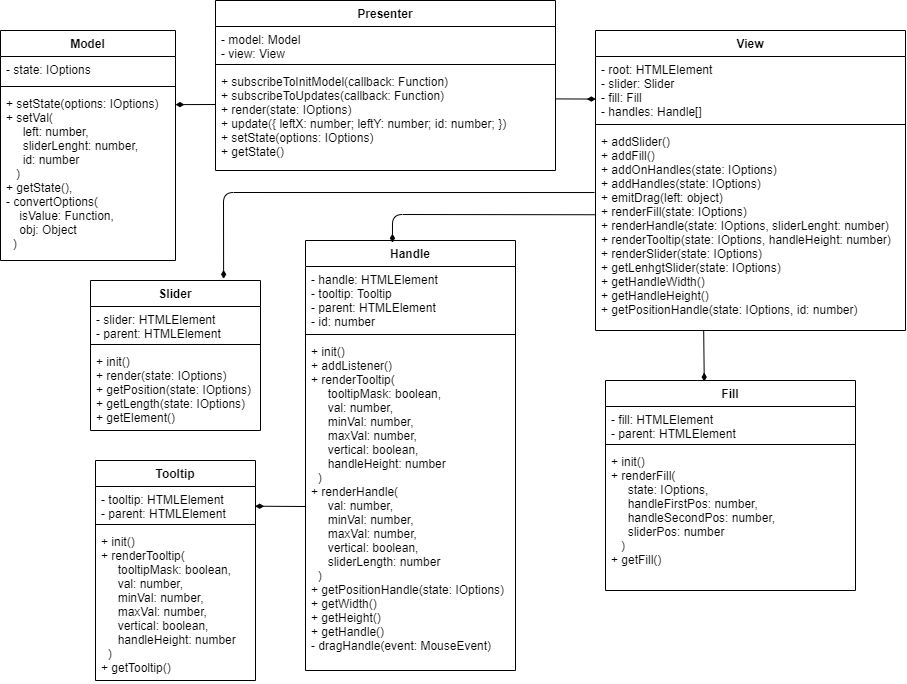 Model
- state: IOptions
+ setState(options: IOptions)
+ setVal(
left: number,
sliderLenght: number,
id: number
)
+ getState(),
- convertOptions(
isValue: Function,
obj: Object
)
Presenter
- model: Model
- view: View
+ subscribeToInitModel(callback: Function)
+ subscribeToUpdates(callback: Function)
+ render(state: IOptions)
+ update({ leftX: number; leftY: number; id: number; })
+ setState(options: IOptions)
+ getState()
View
- root: HTMLElement
- slider: Slider
- fill: Fill
- handles: Handle[]
+ addSlider()
+ addFill()
+ addOnHandles(state: IOptions)
+ addHandles(state: IOptions)
+ emitDrag(left: object)
+ renderFill(state: IOptions)
+ renderHandle(state: IOptions, sliderLenght: number)
+ renderTooltip(state: IOptions, handleHeight: number)
+ renderSlider(state: IOptions)
+ getLenhgtSlider(state: IOptions)
+ getHandleWidth()
+ getHandleHeight()
+ getPositionHandle(state: IOptions, id: number)
Slider
- slider: HTMLElement
- parent: HTMLElement
+ init()
+ render(state: IOptions)
+ getPosition(state: IOptions)
+ getLength(state: IOptions)
+ getElement()
Handle
- handle: HTMLElement
- tooltip: Tooltip
- parent: HTMLElement
- id: number
+ init()
+ addListener()
+ renderTooltip(
tooltipMask: boolean,
val: number,
minVal: number,
maxVal: number,
vertical: boolean,
handleHeight: number
)
+ renderHandle(
val: number,
minVal: number,
maxVal: number,
vertical: boolean,
sliderLength: number
)
+ getPositionHandle(state: IOptions)
+ getWidth()
+ getHeight()
+ getHandle()
- dragHandle(event: MouseEvent)
Fill
- fill: HTMLElement
- parent: HTMLElement
+ init()
+ renderFill(
state: IOptions,
handleFirstPos: number,
handleSecondPos: number,
sliderPos: number
)
+ getFill()
Tooltip
- tooltip: HTMLElement
- parent: HTMLElement
+ init()
+ renderTooltip(
tooltipMask: boolean,
val: number,
minVal: number,
maxVal: number,
vertical: boolean,
handleHeight: number
)
+ getTooltip()